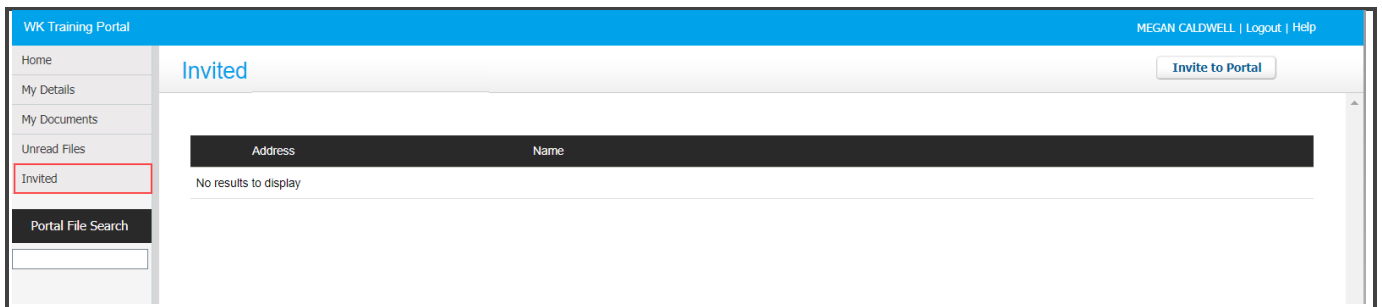 WK Training Portal
MEGAN CALDWELL | Logout | Help
Home
My Details
My Documents
Unread Files
Invited
Portal File Search
Invited
Invite to Portal
Address Name
No results to display